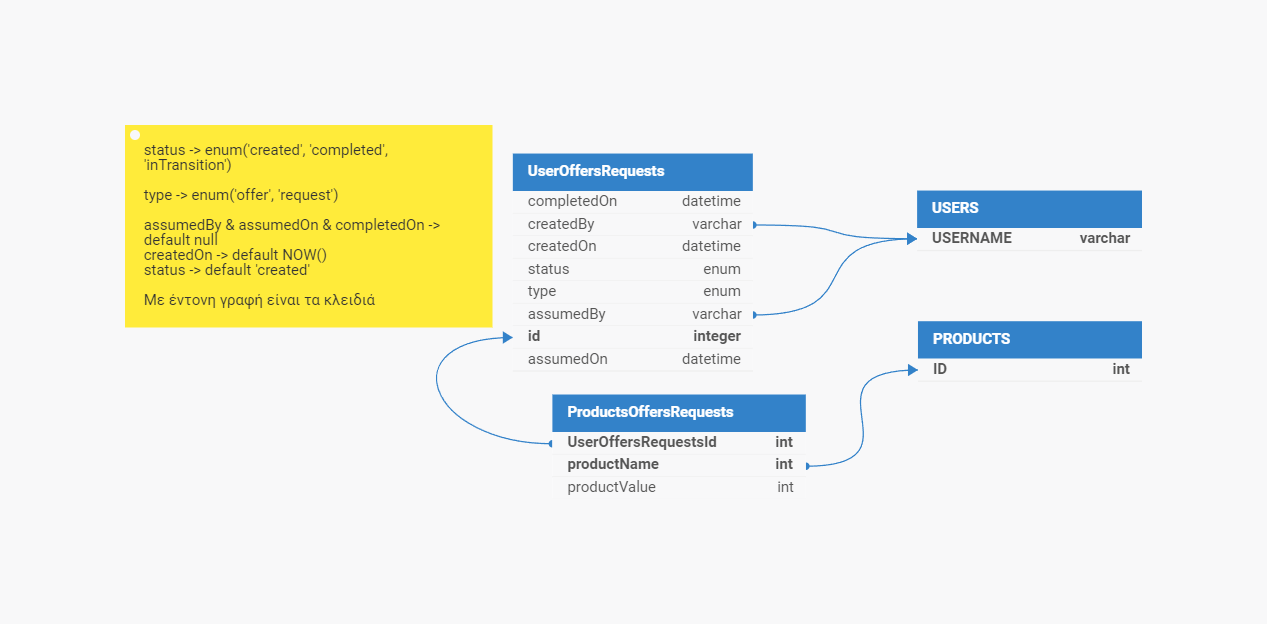 status -> enum('created', 'completed',
'inTransition')
type -> enum('offer', 'request')
assumedBy & assumedOn & completedOn ->
default null
createdOn -> default NOW()
status -> default 'created'
Με έντονη γραφή είναι τα κλειδιά
UserOffersRequests
completedOn datetime
createdBy varchar
createdOn datetime
status enum
type enum
assumedBy varchar
id integer
assumedOn datetime
USERS
USERNAME varchar
PRODUCTS
ID int
ProductsOffersRequests
UserOffersRequestsId int
productName int
productValue int